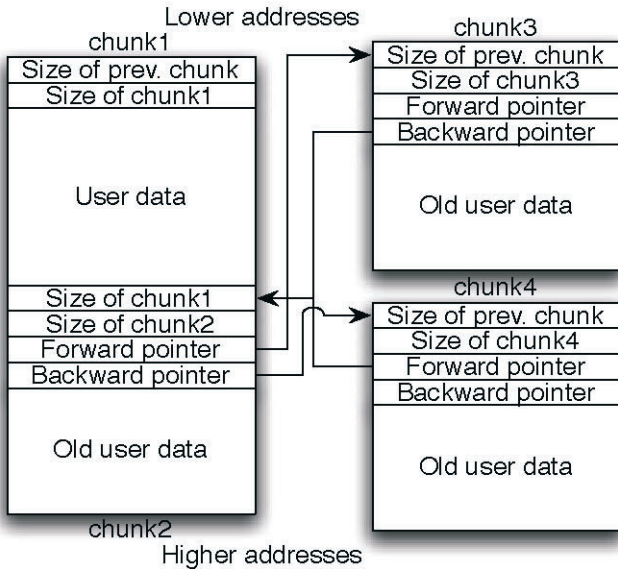 Lower addresses
chunk1
Size of prev. chunk
Size of chunk1
User data
Size of chunk1
Size of chunk2
Forward pointer
Backward pointer
Old user data
chunk2
chunk3
Size of prev. chunk
Size of chunk3
Forward pointer
Backward pointer
Old user data
chunk4
Size of prev. chunk
Size of chunk4
Forward pointer
Backward pointer
Old user data
Higher addresses